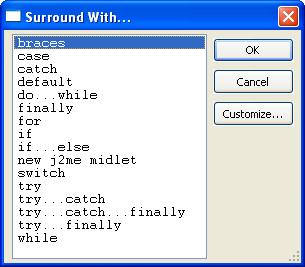 Surround With...
braces
case
catch
default
do...while
finally
for
if
if...else
new j2me midlet
switch
try
try...catch
try...catch...finally
try...finally
while
OK
Cancel
Customize...